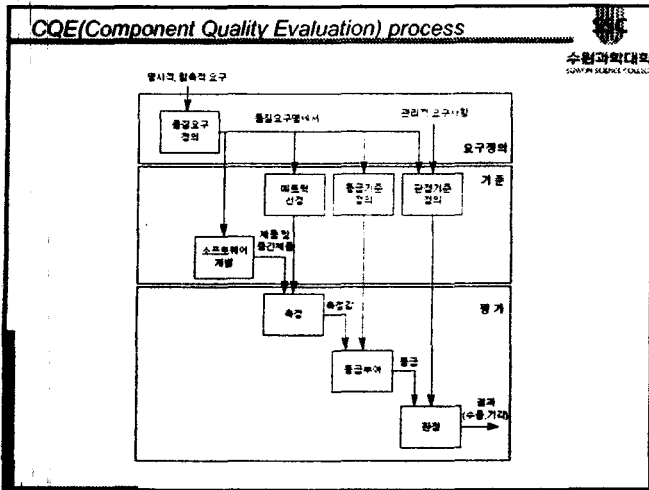 CQE(Component Quality Evaluation) process
수원과학대학
SUWON SCIENCE COLLEGE
명시적, 함축적 요구
품질요구
정의
품질요구명세서
관리적 요구사항
요구정의
메트릭
선정
등급기준
정의
판정기준
정의
기준
소프트웨어
개발
제품 및
중간제품
측정
측정값
평가
등급부여
등급
판정
결과
(수용,기각)